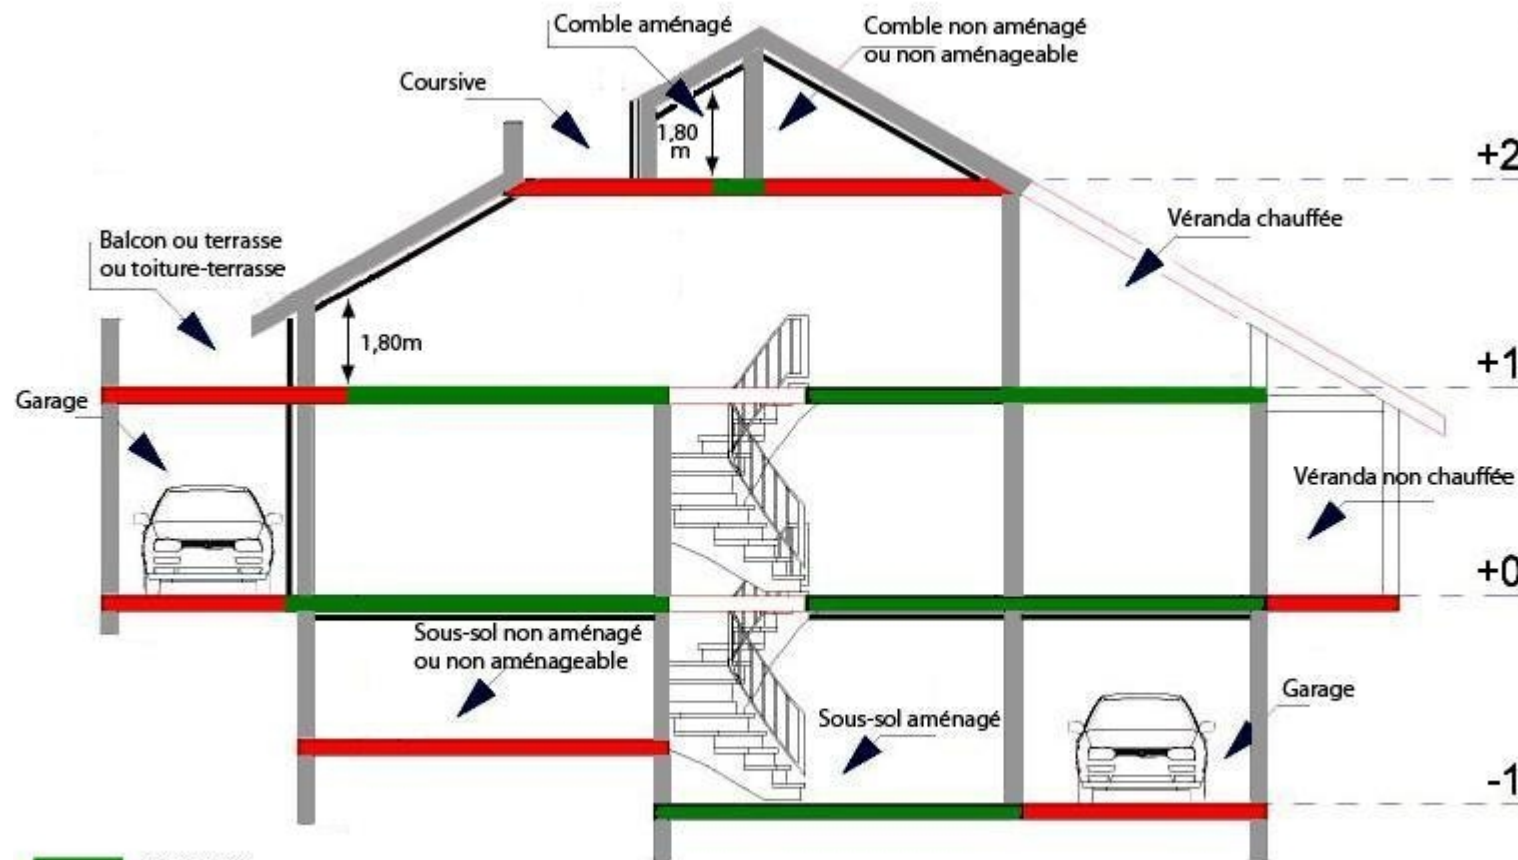 Comble aménagé
Comble non aménagé
ou non aménageable
Coursive
1,80
m
+2
Véranda chauffée
Balcon ou terrasse
ou toiture-terrasse
1,80m
+1
Garage
Véranda non chauffée
+0
Sous-sol non aménagé
ou non aménageable
Garage
Sous-sol aménagé
-1